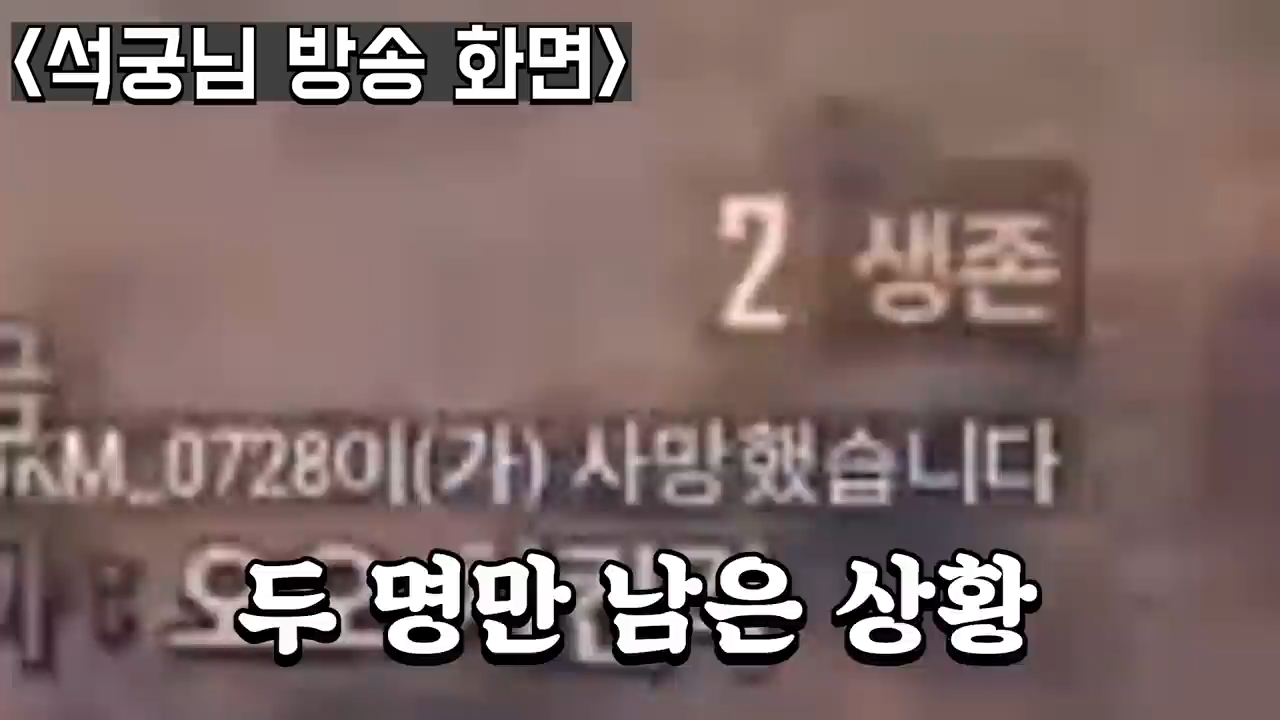 <석궁님 방송 화면>
2 생존
KM_0728이(가) 사망했습니다
두 명만 남은 상황